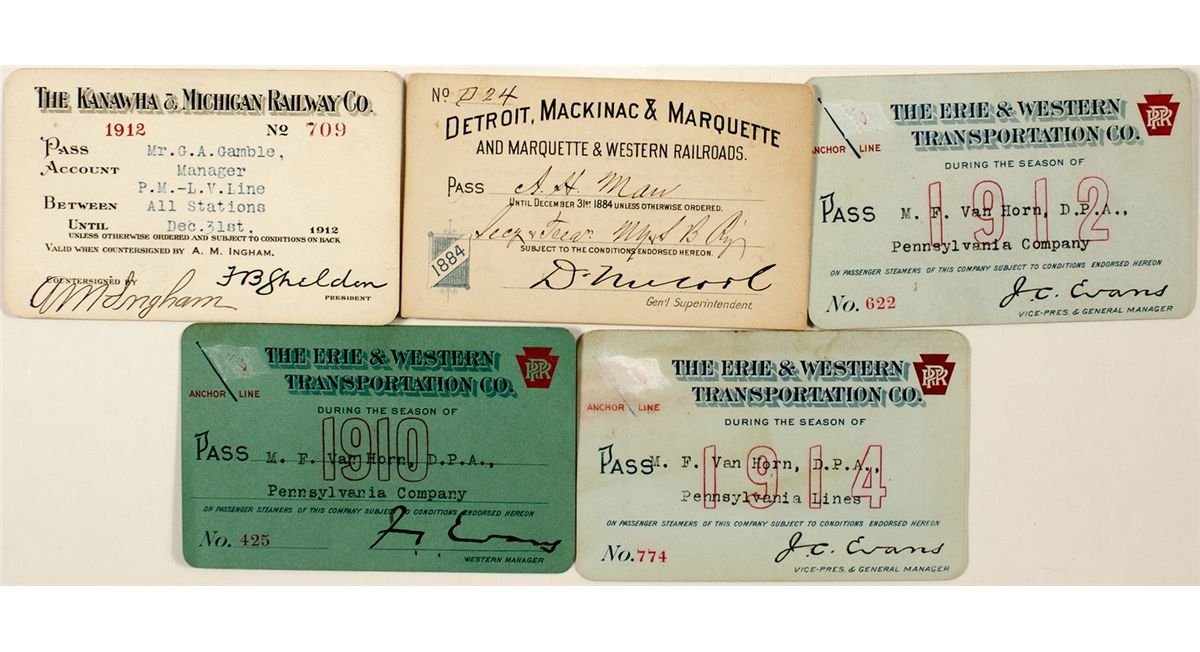 THE KANAWHA & MICHIGAN RAILWAY CO.
1912 No 709
PASS Mr.G.A.Gamble,
ACCOUNT Manager
P.M.-L.V.Line
BETWEEN All Stations
UNTIL Dec.31st, 1912
UNLESS OTHERWISE ORDERED AND SUBJECT TO CONDITIONS ON BACK
VALID WHEN COUNTERSIGNED BY A. M. INGHAM.
COUNTERSIGNED BY
A M Ingham F B Shelden
PRESIDENT
No D 24
DETROIT, MACKINAC & MARQUETTE
AND MARQUETTE & WESTERN RAILROADS.
PASS A. H. Maw
UNTIL DECEMBER 31ST 1884 UNLESS OTHERWISE ORDERED.
Secy & Treas
SUBJECT TO THE CONDITIONS ENDORSED HEREON.
1884
Gen'l Superintendent.
THE ERIE & WESTERN
TRANSPORTATION CO.
PRR
ANCHOR LINE
DURING THE SEASON OF
1912
PASS M. F. Van Horn, D.P.A.,
Pennsylvania Company
ON PASSENGER STEAMERS OF THIS COMPANY SUBJECT TO CONDITIONS ENDORSED HEREON
No. 622 J. C. Evans
VICE-PRES. & GENERAL MANAGER
THE ERIE & WESTERN
TRANSPORTATION CO.
PRR
ANCHOR LINE
DURING THE SEASON OF
1910
PASS M. F. Van Horn, D.P.A.,
Pennsylvania Company
ON PASSENGER STEAMERS OF THIS COMPANY SUBJECT TO CONDITIONS ENDORSED HEREON
No. 425 J. C. Evans
WESTERN MANAGER
THE ERIE & WESTERN
TRANSPORTATION CO.
PRR
ANCHOR LINE
DURING THE SEASON OF
1914
PASS M. F. Van Horn, D.P.A.,
Pennsylvania Lines
ON PASSENGER STEAMERS OF THIS COMPANY SUBJECT TO CONDITIONS ENDORSED HEREON
No. 774 J. C. Evans
VICE-PRES. & GENERAL MANAGER